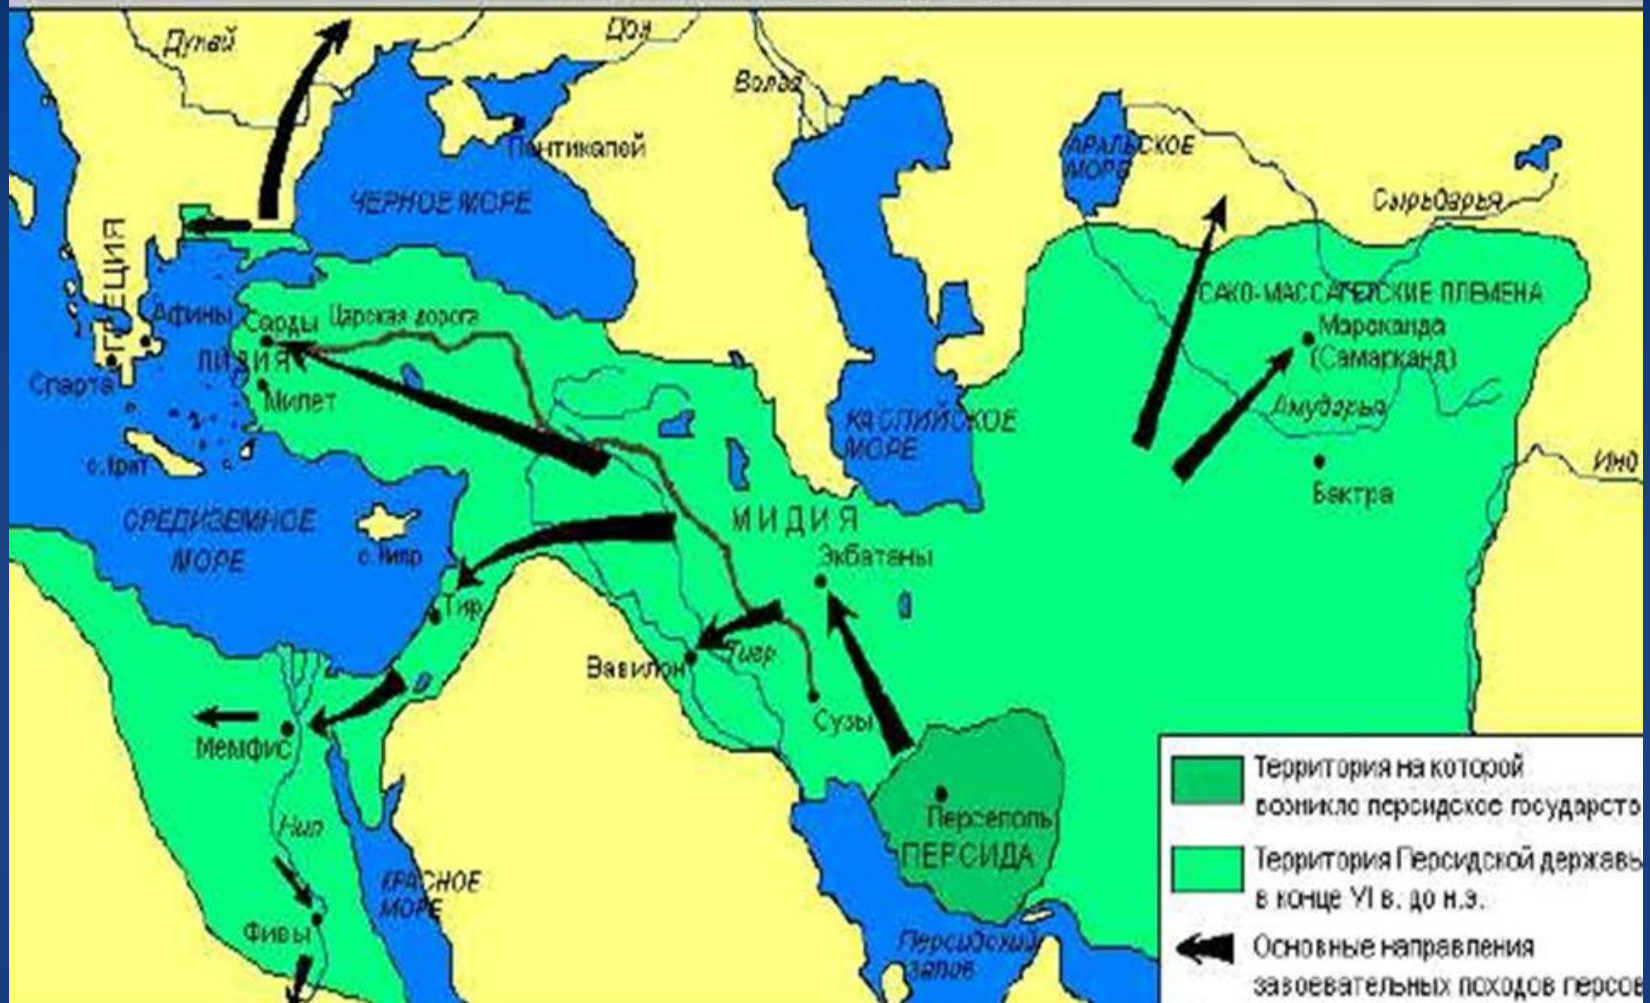 Дунай
Дон
Волга
Пантикапей
АРАЛЬСКОЕ
МОРЕ
ЧЕРНОЕ МОРЕ
Сырьдарья
ГРЕЦИЯ
САКО-МАССАГЕТСКИЕ ПЛЕМЕНА
Афины
Сарды
Царская дорога
Мараканда
(Самарканд)
ЛИДИЯ
Спарта
Милет
Амударья
КАСПИЙСКОЕ
МОРЕ
о.Крит
Инд
Бактра
СРЕДИЗЕМНОЕ
МОРЕ
МИДИЯ
о.Кипр
Экбатаны
Тир
Вавилон
Тигр
Сузы
Мемфис
Территория на которой
возникло персидское государство
Персеполь
ПЕРСИДА
Нил
Территория Персидской державы
в конце VI в. до н.э.
КРАСНОЕ
МОРЕ
Фивы
Персидский
залив
Основные направления
завоевательных походов персов